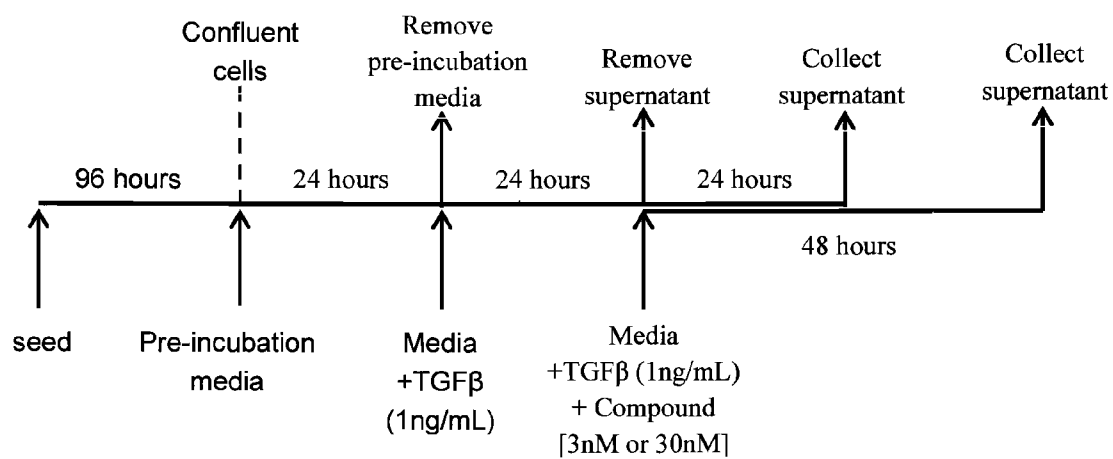 Confluent
cells
Remove
pre-incubation
media
Remove
supernatant
Collect
supernatant
Collect
supernatant
96 hours
24 hours
24 hours
24 hours
48 hours
seed
Pre-incubation
media
Media
+TGFβ
(1ng/mL)
Media
+TGFβ (1ng/mL)
+ Compound
[3nM or 30nM]